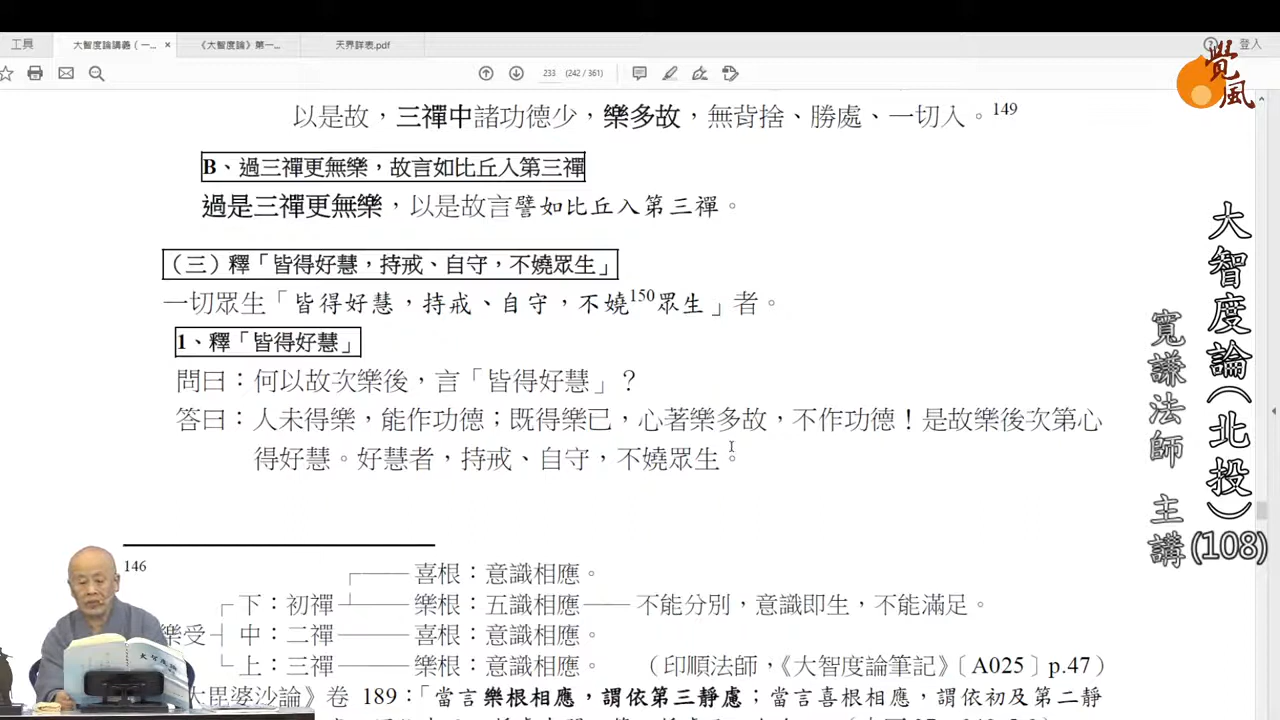 工具
大智度論講義（一... ×
《大智度論》第一...
天界詳表.pdf
登入
233 (242 / 361)
覺風
以是故，三禪中諸功德少，樂多故，無背捨、勝處、一切入。149
B、過三禪更無樂，故言如比丘入第三禪
過是三禪更無樂，以是故言譬如比丘入第三禪。
（三）釋「皆得好慧，持戒、自守，不嬈眾生」
一切眾生「皆得好慧，持戒、自守，不嬈150眾生」者。
1、釋「皆得好慧」
問曰：何以故次樂後，言「皆得好慧」？
答曰：人未得樂，能作功德；既得樂已，心著樂多故，不作功德！是故樂後次第心
得好慧。好慧者，持戒、自守，不嬈眾生。
146
喜根：意識相應。
下：初禪
樂根：五識相應 不能分別，意識即生，不能滿足。
樂受 中：二禪 喜根：意識相應。
上：三禪 樂根：意識相應。 （印順法師，《大智度論筆記》〔A025〕p.47）
大毘婆沙論》卷 189：「當言樂根相應，謂依第三靜慮；當言喜根相應，謂依初及第二靜
大智度論（北投）(108)
寬謙法師 主講